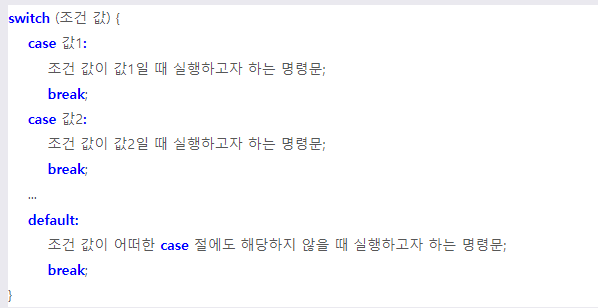 switch (조건 값) {
case 값1:
조건 값이 값1일 때 실행하고자 하는 명령문;
break;
case 값2:
조건 값이 값2일 때 실행하고자 하는 명령문;
break;
...
default:
조건 값이 어떠한 case 절에도 해당하지 않을 때 실행하고자 하는 명령문;
break;
}